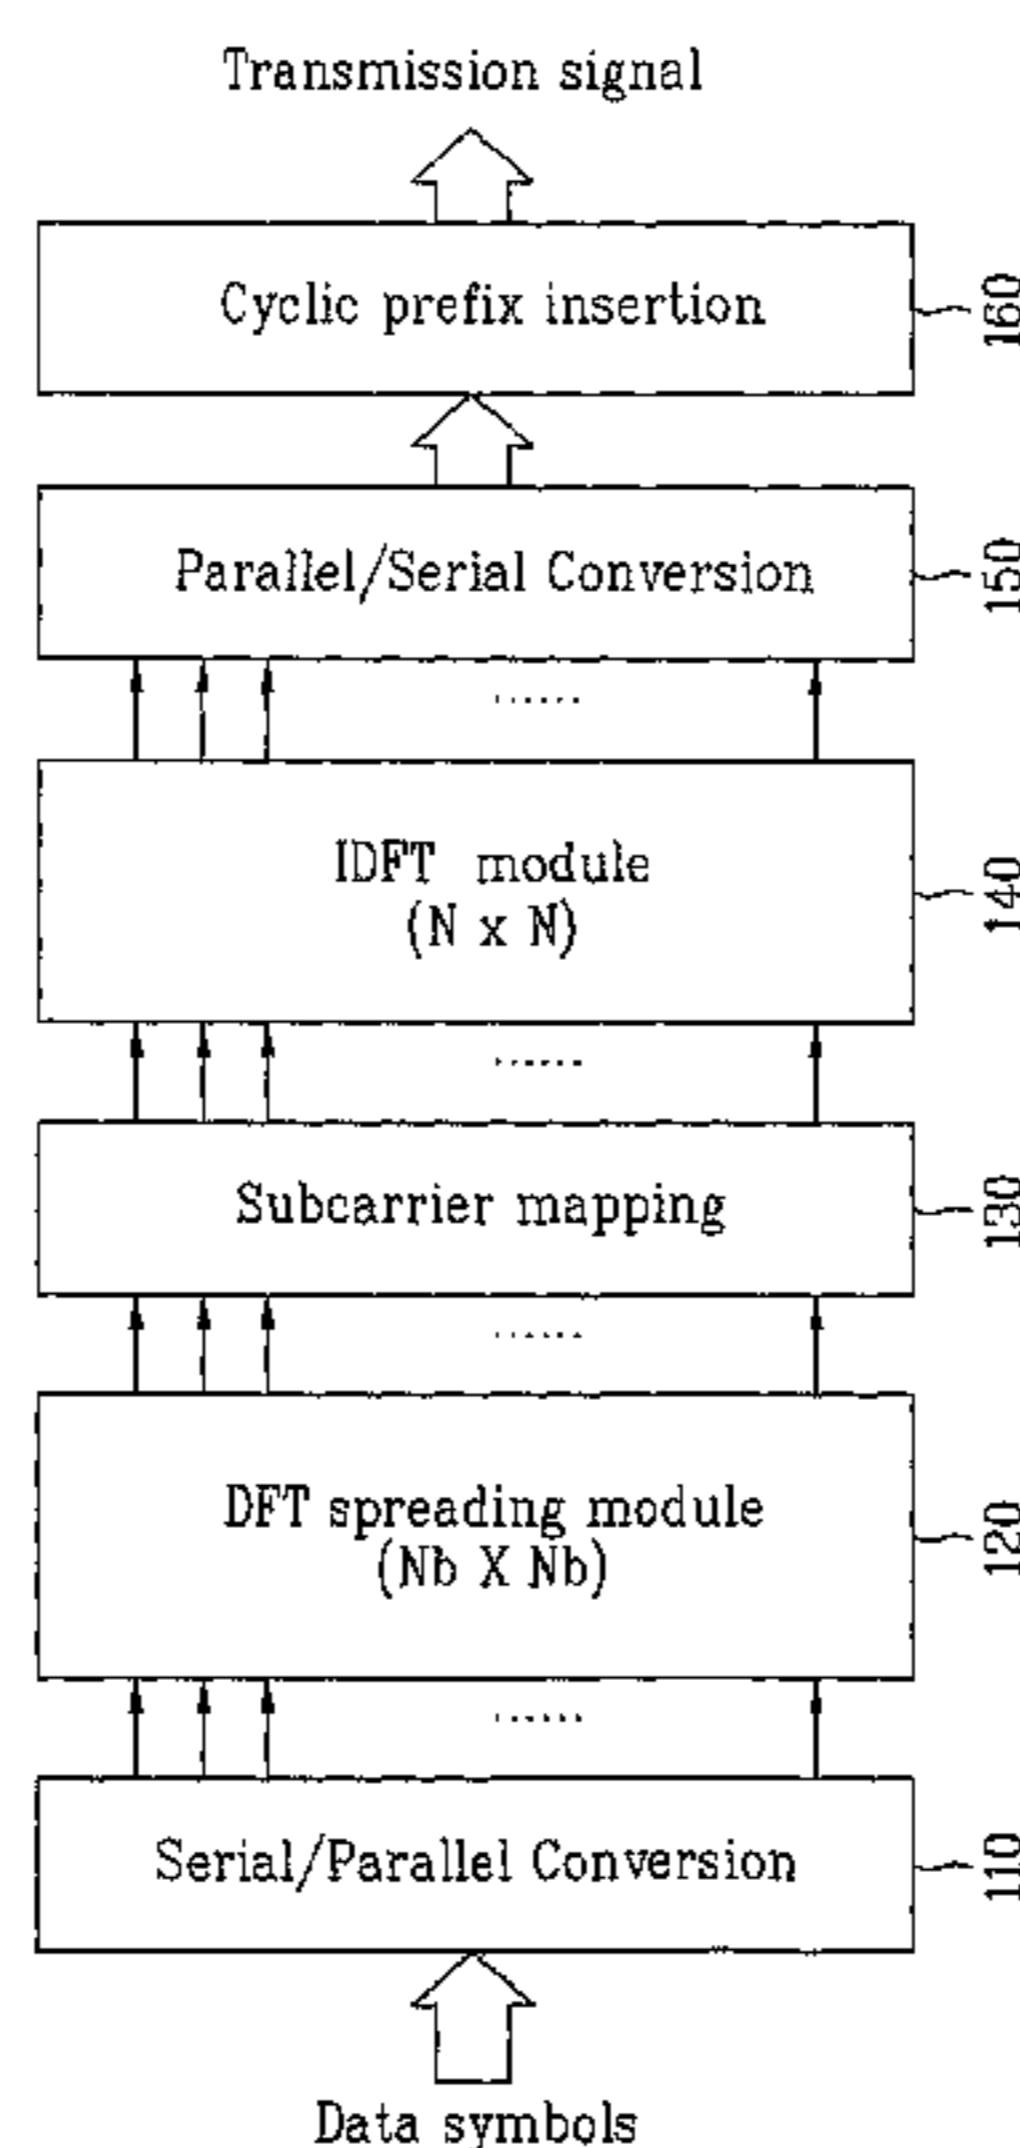 Transmission signal
Cyclic prefix insertion
160
Parallel/Serial Conversion
150
......
IDFT module
(N x N)
140
......
Subcarrier mapping
130
......
DFT spreading module
(Nb X Nb)
120
......
Serial/Parallel Conversion
110
Data symbols